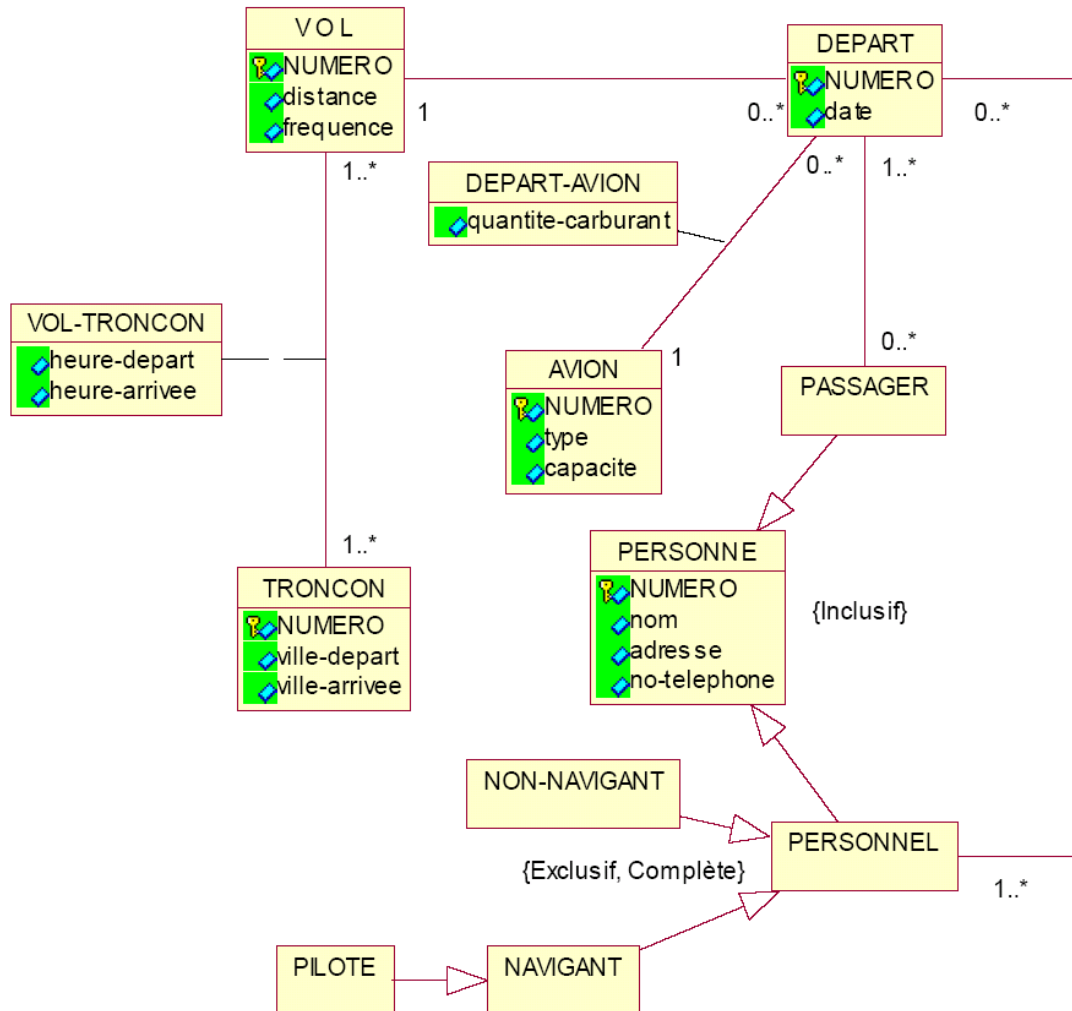 VOL
NUMERO
distance
frequence
1
0..*
DEPART
NUMERO
date
0..*
1..*
0..*
1..*
DEPART-AVION
quantite-carburant
VOL-TRONCON
heure-depart
heure-arrivee
AVION
NUMERO
type
capacite
1
0..*
PASSAGER
1..*
TRONCON
NUMERO
ville-depart
ville-arrivee
PERSONNE
NUMERO
nom
adresse
no-telephone
{Inclusif}
NON-NAVIGANT
PERSONNEL
{Exclusif, Complète}
1..*
PILOTE
NAVIGANT